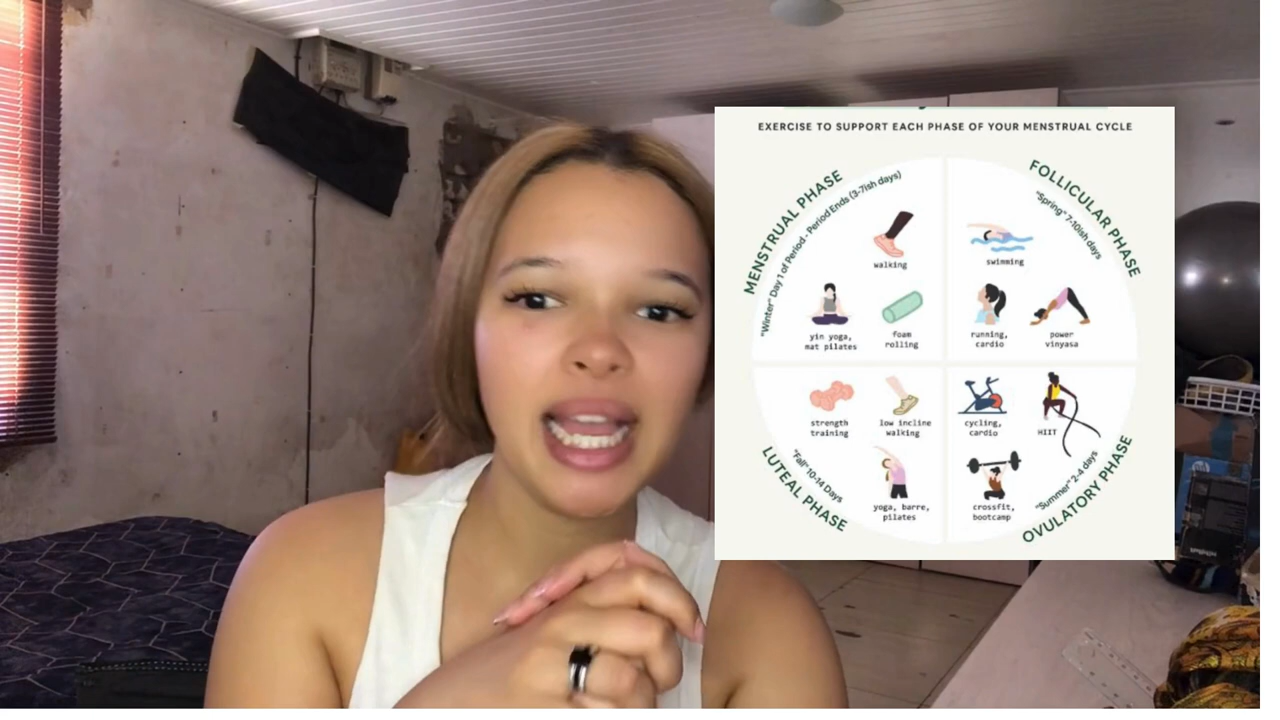 EXERCISE TO SUPPORT EACH PHASE OF YOUR MENSTRUAL CYCLE
MENSTRUAL PHASE
"Winter" Day 1 of Period - Period Ends (3-7ish days)
walking
yin yoga,
mat pilates
foam
rolling
FOLLICULAR PHASE
"Spring" 7-10ish days
swimming
running,
cardio
power
vinyasa
LUTEAL PHASE
"Fall" 10-14 Days
strength
training
low incline
walking
yoga, barre,
pilates
OVULATORY PHASE
"Summer" 2-4 days
cycling,
cardio
HIIT
crossfit,
bootcamp